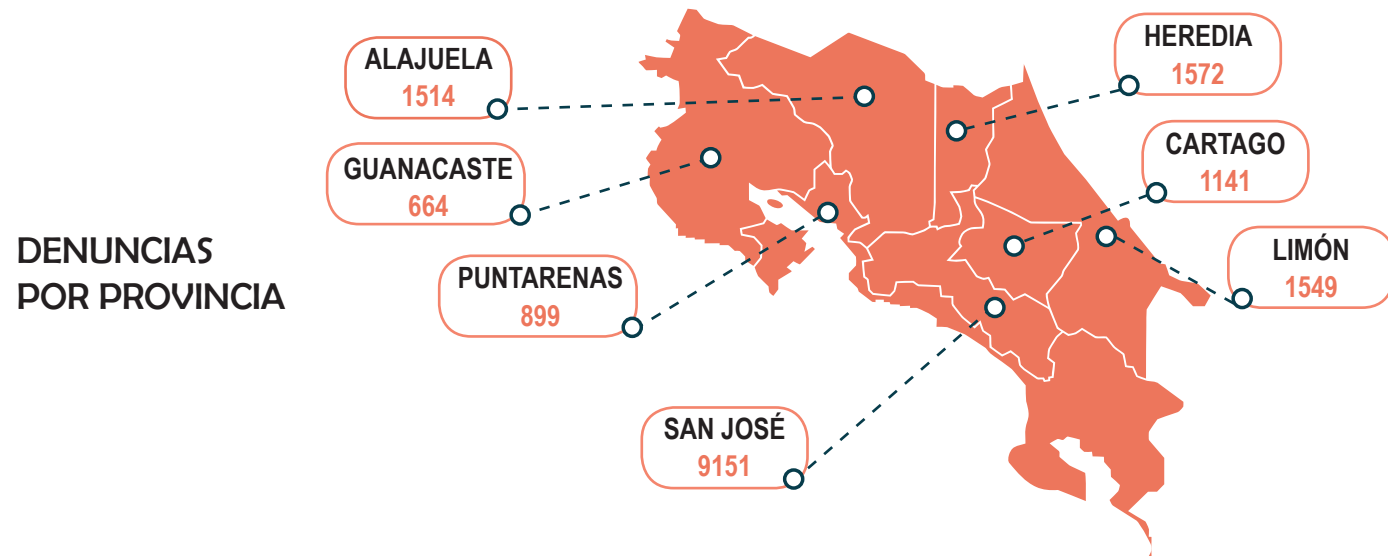 DENUNCIAS
POR PROVINCIA
ALAJUELA
1514
GUANACASTE
664
PUNTARENAS
899
SAN JOSÉ
9151
HEREDIA
1572
CARTAGO
1141
LIMÓN
1549